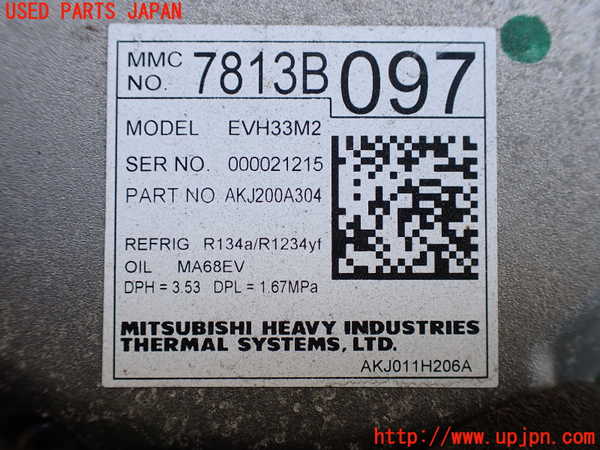 USED PARTS JAPAN
MMC NO. 7813B097
MODEL EVH33M2
SER NO. 000021215
PART NO AKJ200A304
REFRIG R134a/R1234yf
OIL MA68EV
DPH = 3.53 DPL = 1.67MPa
MITSUBISHI HEAVY INDUSTRIES
THERMAL SYSTEMS, LTD.
AKJ011H206A
http://www.upjpn.com/